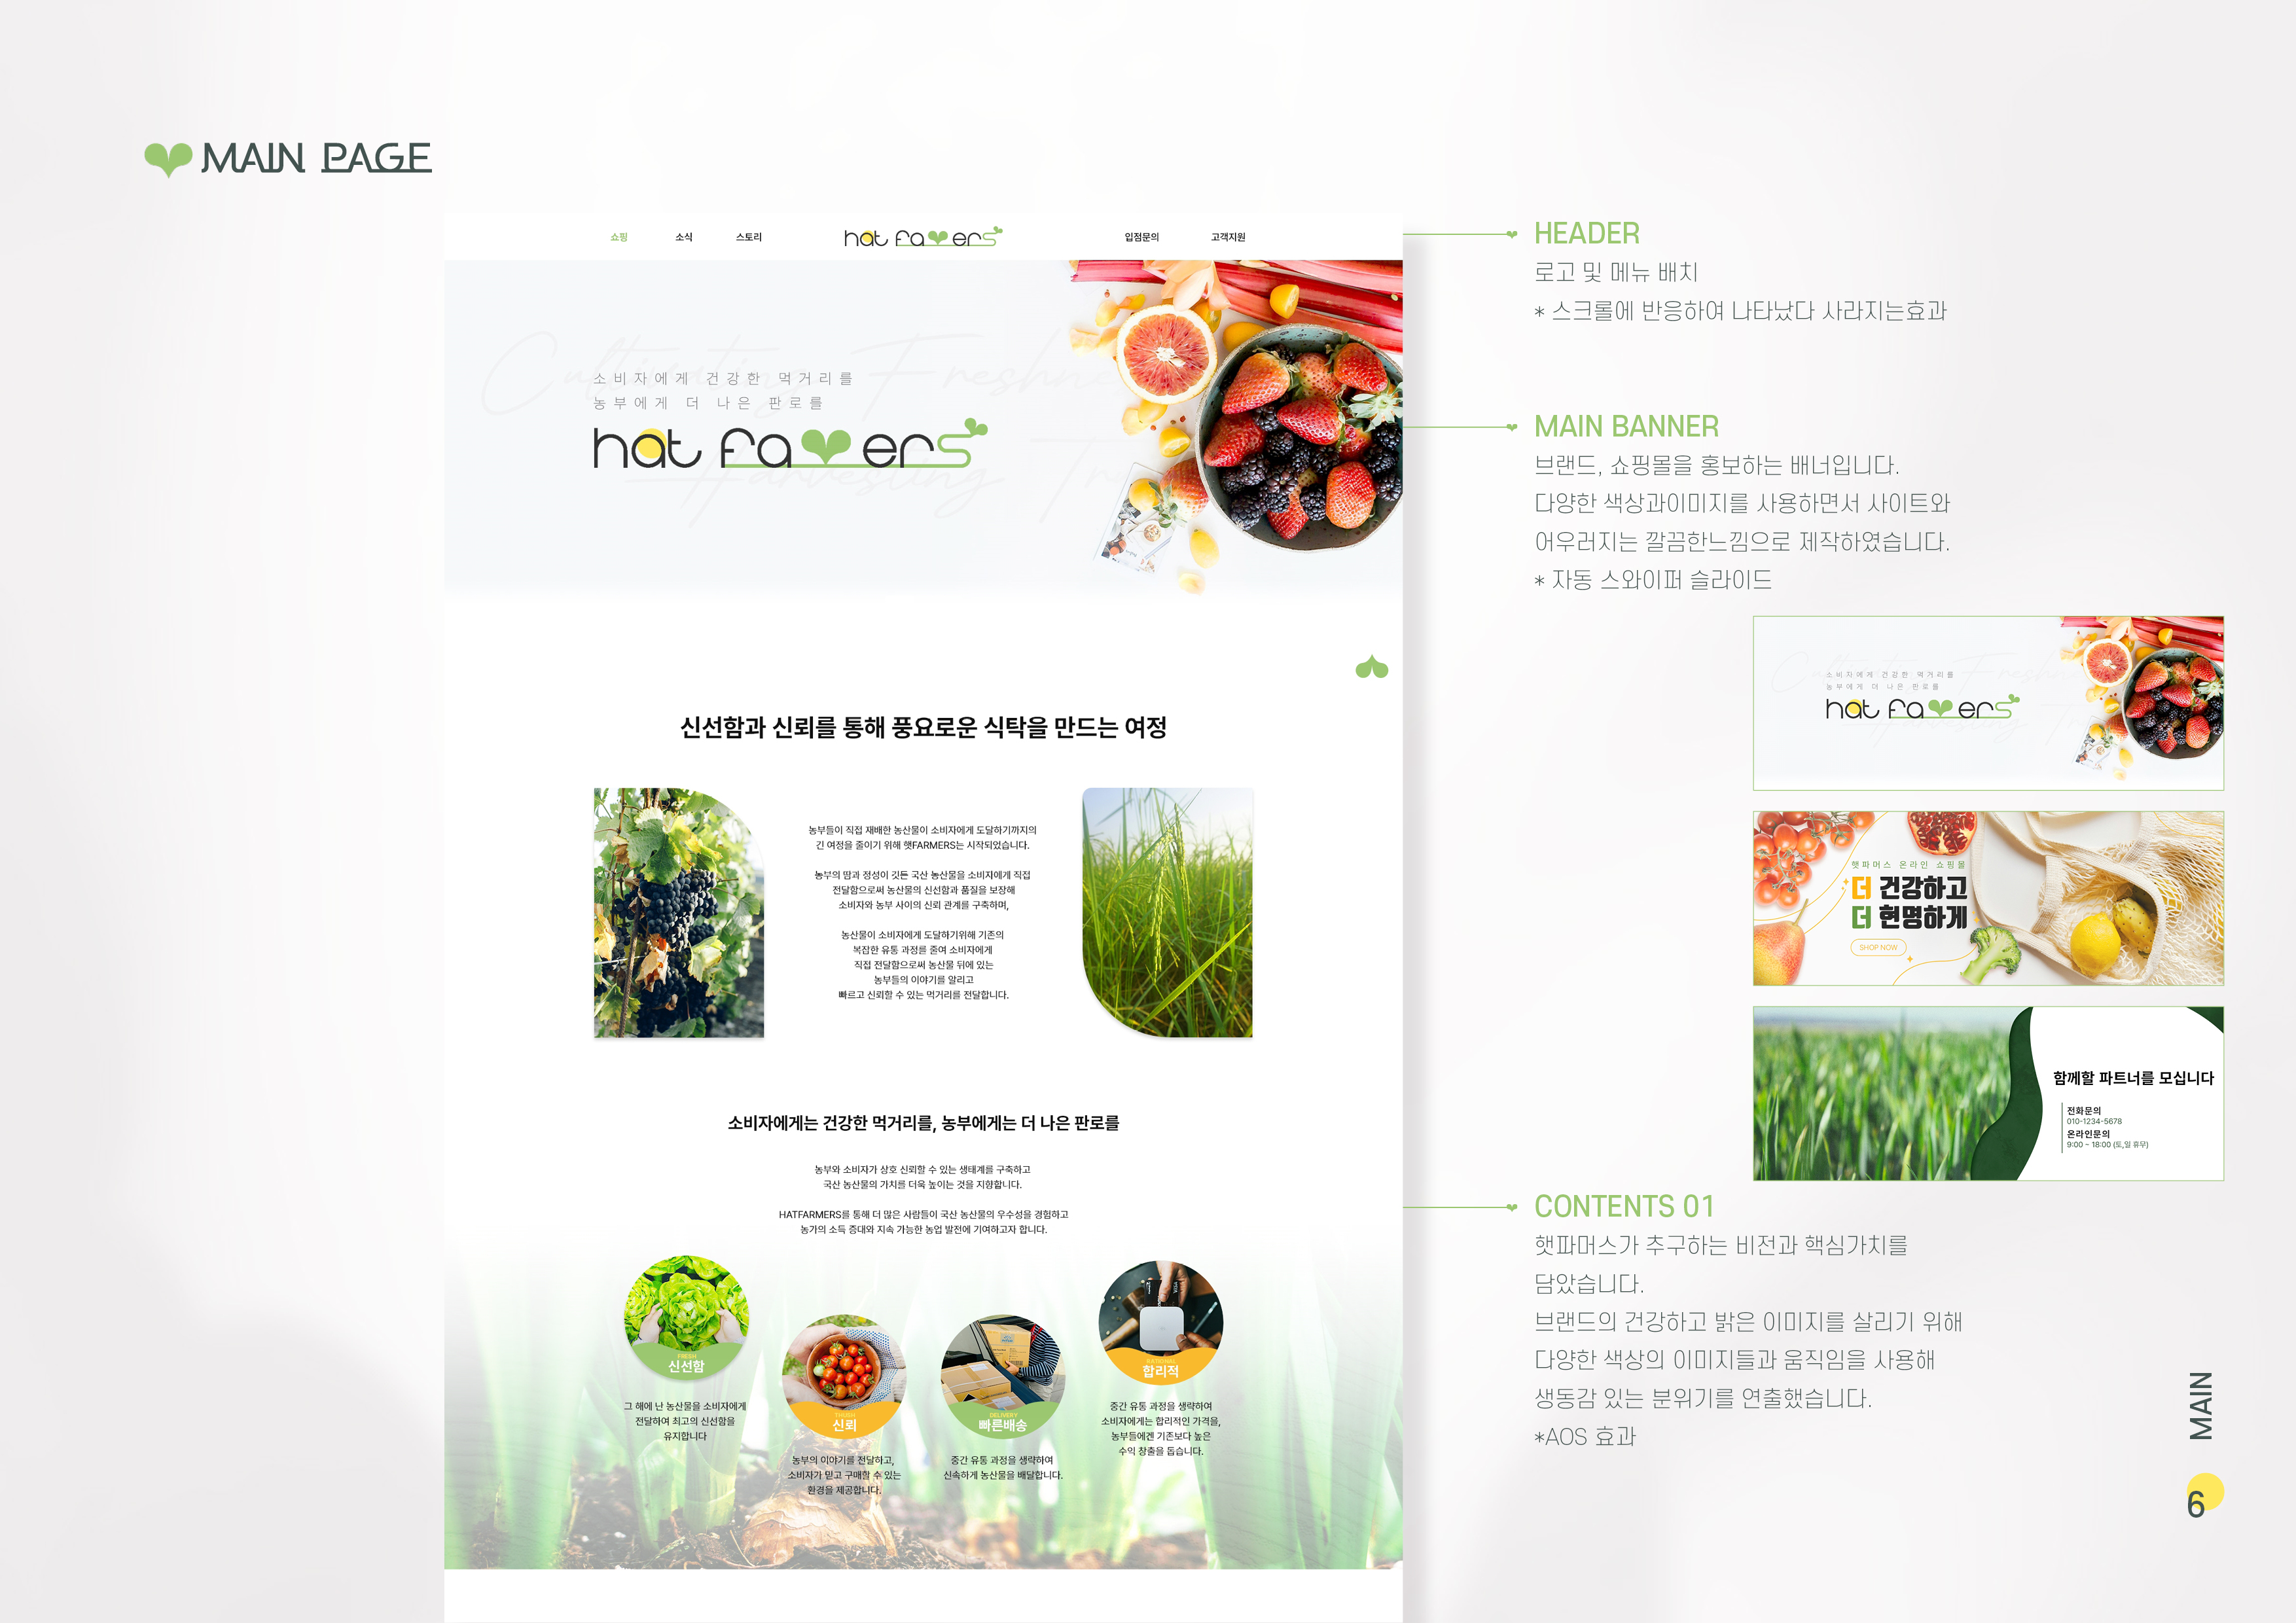 MAIN PAGE
쇼핑
소식
스토리
hat farmers
입점문의
고객지원
Cultivating Freshne
소비자에게 건강한 먹거리를
농부에게 더 나은 판로를
hat farmers
Harvesting Tr
신선함과 신뢰를 통해 풍요로운 식탁을 만드는 여정
농부들이 직접 재배한 농산물이 소비자에게 도달하기까지의
긴 여정을 줄이기 위해 햇FARMERS는 시작되었습니다.
농부의 땀과 정성이 깃든 국산 농산물을 소비자에게 직접
전달함으로써 농산물의 신선함과 품질을 보장해
소비자와 농부 사이의 신뢰 관계를 구축하며,
농산물이 소비자에게 도달하기위해 기존의
복잡한 유통 과정을 줄여 소비자에게
직접 전달함으로써 농산물 뒤에 있는
농부들의 이야기를 알리고
빠르고 신뢰할 수 있는 먹거리를 전달합니다.
소비자에게는 건강한 먹거리를, 농부에게는 더 나은 판로를
농부와 소비자가 상호 신뢰할 수 있는 생태계를 구축하고
국산 농산물의 가치를 더욱 높이는 것을 지향합니다.
HATFARMERS를 통해 더 많은 사람들이 국산 농산물의 우수성을 경험하고
농가의 소득 증대와 지속 가능한 농업 발전에 기여하고자 합니다.
FRESH
신선함
그 해에 난 농산물을 소비자에게
전달하여 최고의 신선함을
유지합니다
신뢰
농부의 이야기를 전달하고,
소비자가 믿고 구매할 수 있는
환경을 제공합니다.
DELIVERY
빠른배송
중간 유통 과정을 생략하여
신속하게 농산물을 배달합니다.
RATIONAL
합리적
중간 유통 과정을 생략하여
소비자에게는 합리적인 가격을,
농부들에겐 기존보다 높은
수익 창출을 돕습니다.
HEADER
로고 및 메뉴 배치
* 스크롤에 반응하여 나타났다 사라지는효과
MAIN BANNER
브랜드, 쇼핑몰을 홍보하는 배너입니다.
다양한 색상과이미지를 사용하면서 사이트와
어우러지는 깔끔한느낌으로 제작하였습니다.
* 자동 스와이퍼 슬라이드
소비자에게 건강한 먹거리를
농부에게 더 나은 판로를
hat farmers
햇파머스 온라인 쇼핑몰
더 건강하고
더 현명하게
SHOP NOW
함께할 파트너를 모십니다
전화문의
010-1234-5678
온라인문의
9:00 ~ 18:00 (토,일 휴무)
CONTENTS 01
햇파머스가 추구하는 비전과 핵심가치를
담았습니다.
브랜드의 건강하고 밝은 이미지를 살리기 위해
다양한 색상의 이미지들과 움직임을 사용해
생동감 있는 분위기를 연출했습니다.
*AOS 효과
MAIN
6